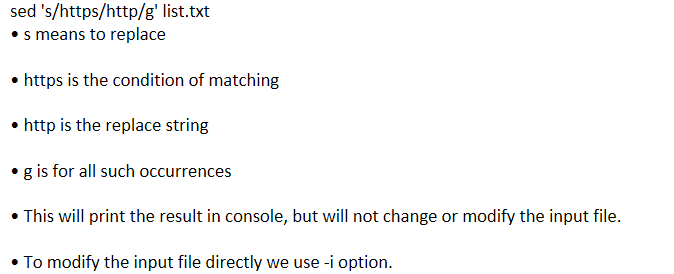 sed 's/https/http/g' list.txt
• s means to replace
• https is the condition of matching
• http is the replace string
• g is for all such occurrences
• This will print the result in console, but will not change or modify the input file.
• To modify the input file directly we use -i option.